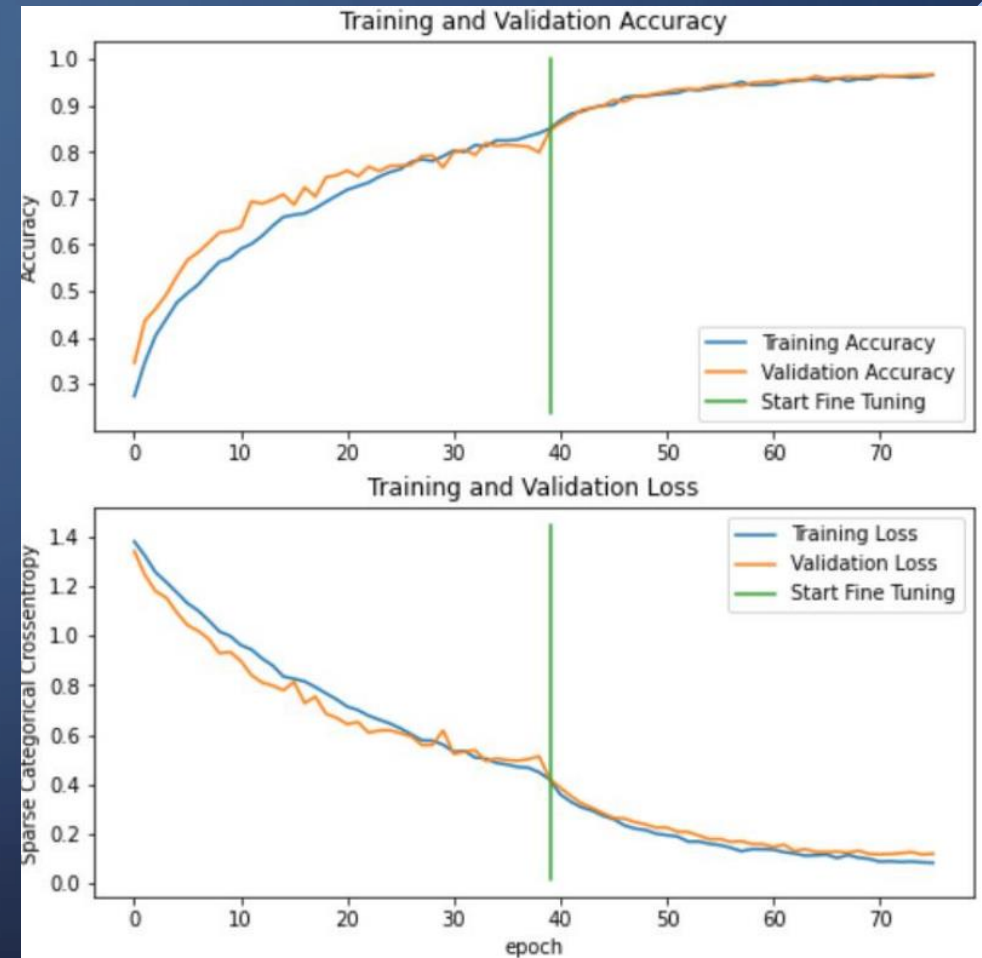 Training and Validation Accuracy
Accuracy
1.0
0.9
0.8
0.7
0.6
0.5
0.4
0.3
Training Accuracy
Validation Accuracy
Start Fine Tuning
0 10 20 30 40 50 60 70
Training and Validation Loss
Sparse Categorical Crossentropy
1.4
1.2
1.0
0.8
0.6
0.4
0.2
0.0
Training Loss
Validation Loss
Start Fine Tuning
0 10 20 30 40 50 60 70
epoch